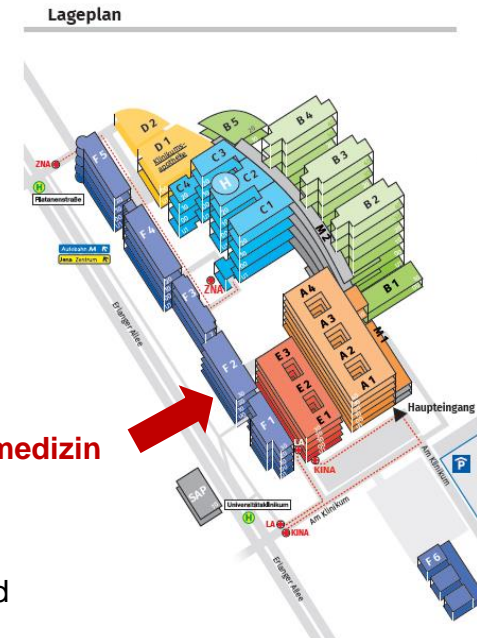 Lageplan
D 2
D 1
Klinikums-
apotheke
B 5
B 4
B 3
B 2
B 1
F 5
C 3
C 2
C 4
H
C 1
M 2
ZNA
H
Platanenstraße
F 4
Autobahn A4
Jena Zentrum
ZNA
F 3
Erlanger Allee
A 4
A 3
A 2
A 1
M 1
F 2
E 3
E 2
E 1
F 1
Haupteingang
medizin
LA
KINA
Am Klinikum
P
SAP
Universitätsklinikum
H
LA
KINA
Am Klinikum
Erlanger Allee
F 6
d